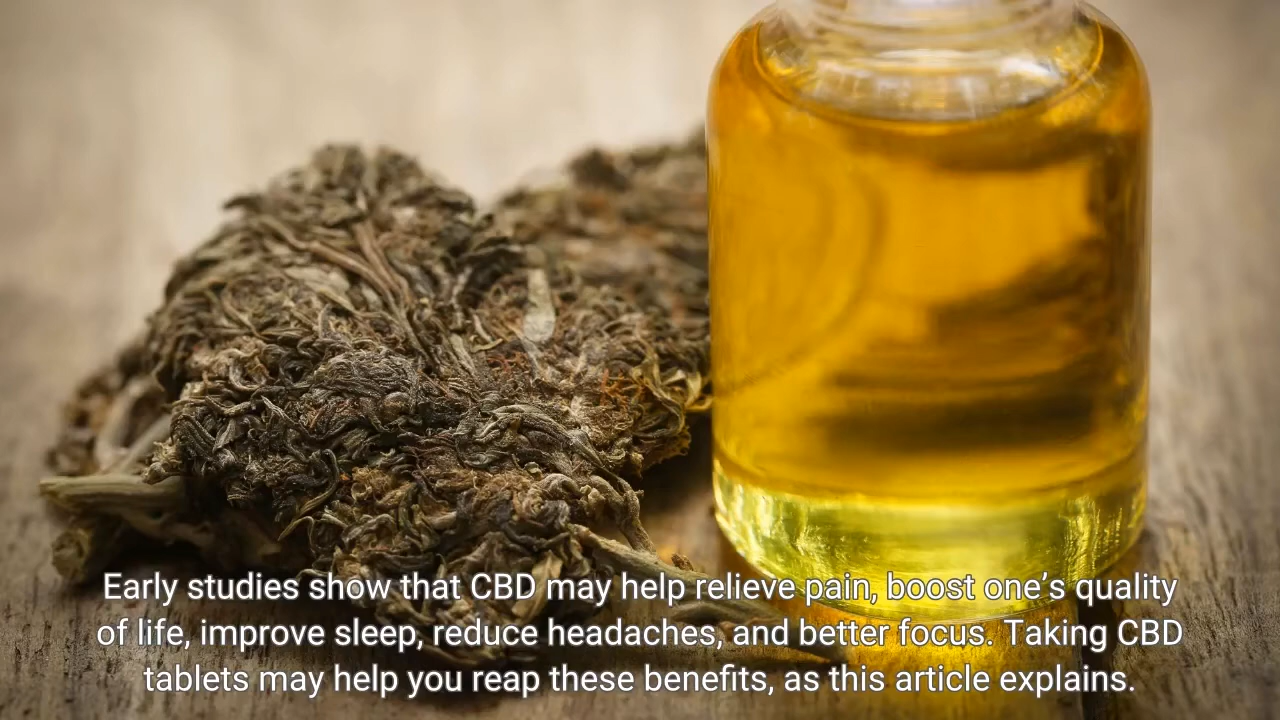 Early studies show that CBD may help relieve pain, boost one’s quality
of life, improve sleep, reduce headaches, and better focus. Taking CBD
tablets may help you reap these benefits, as this article explains.